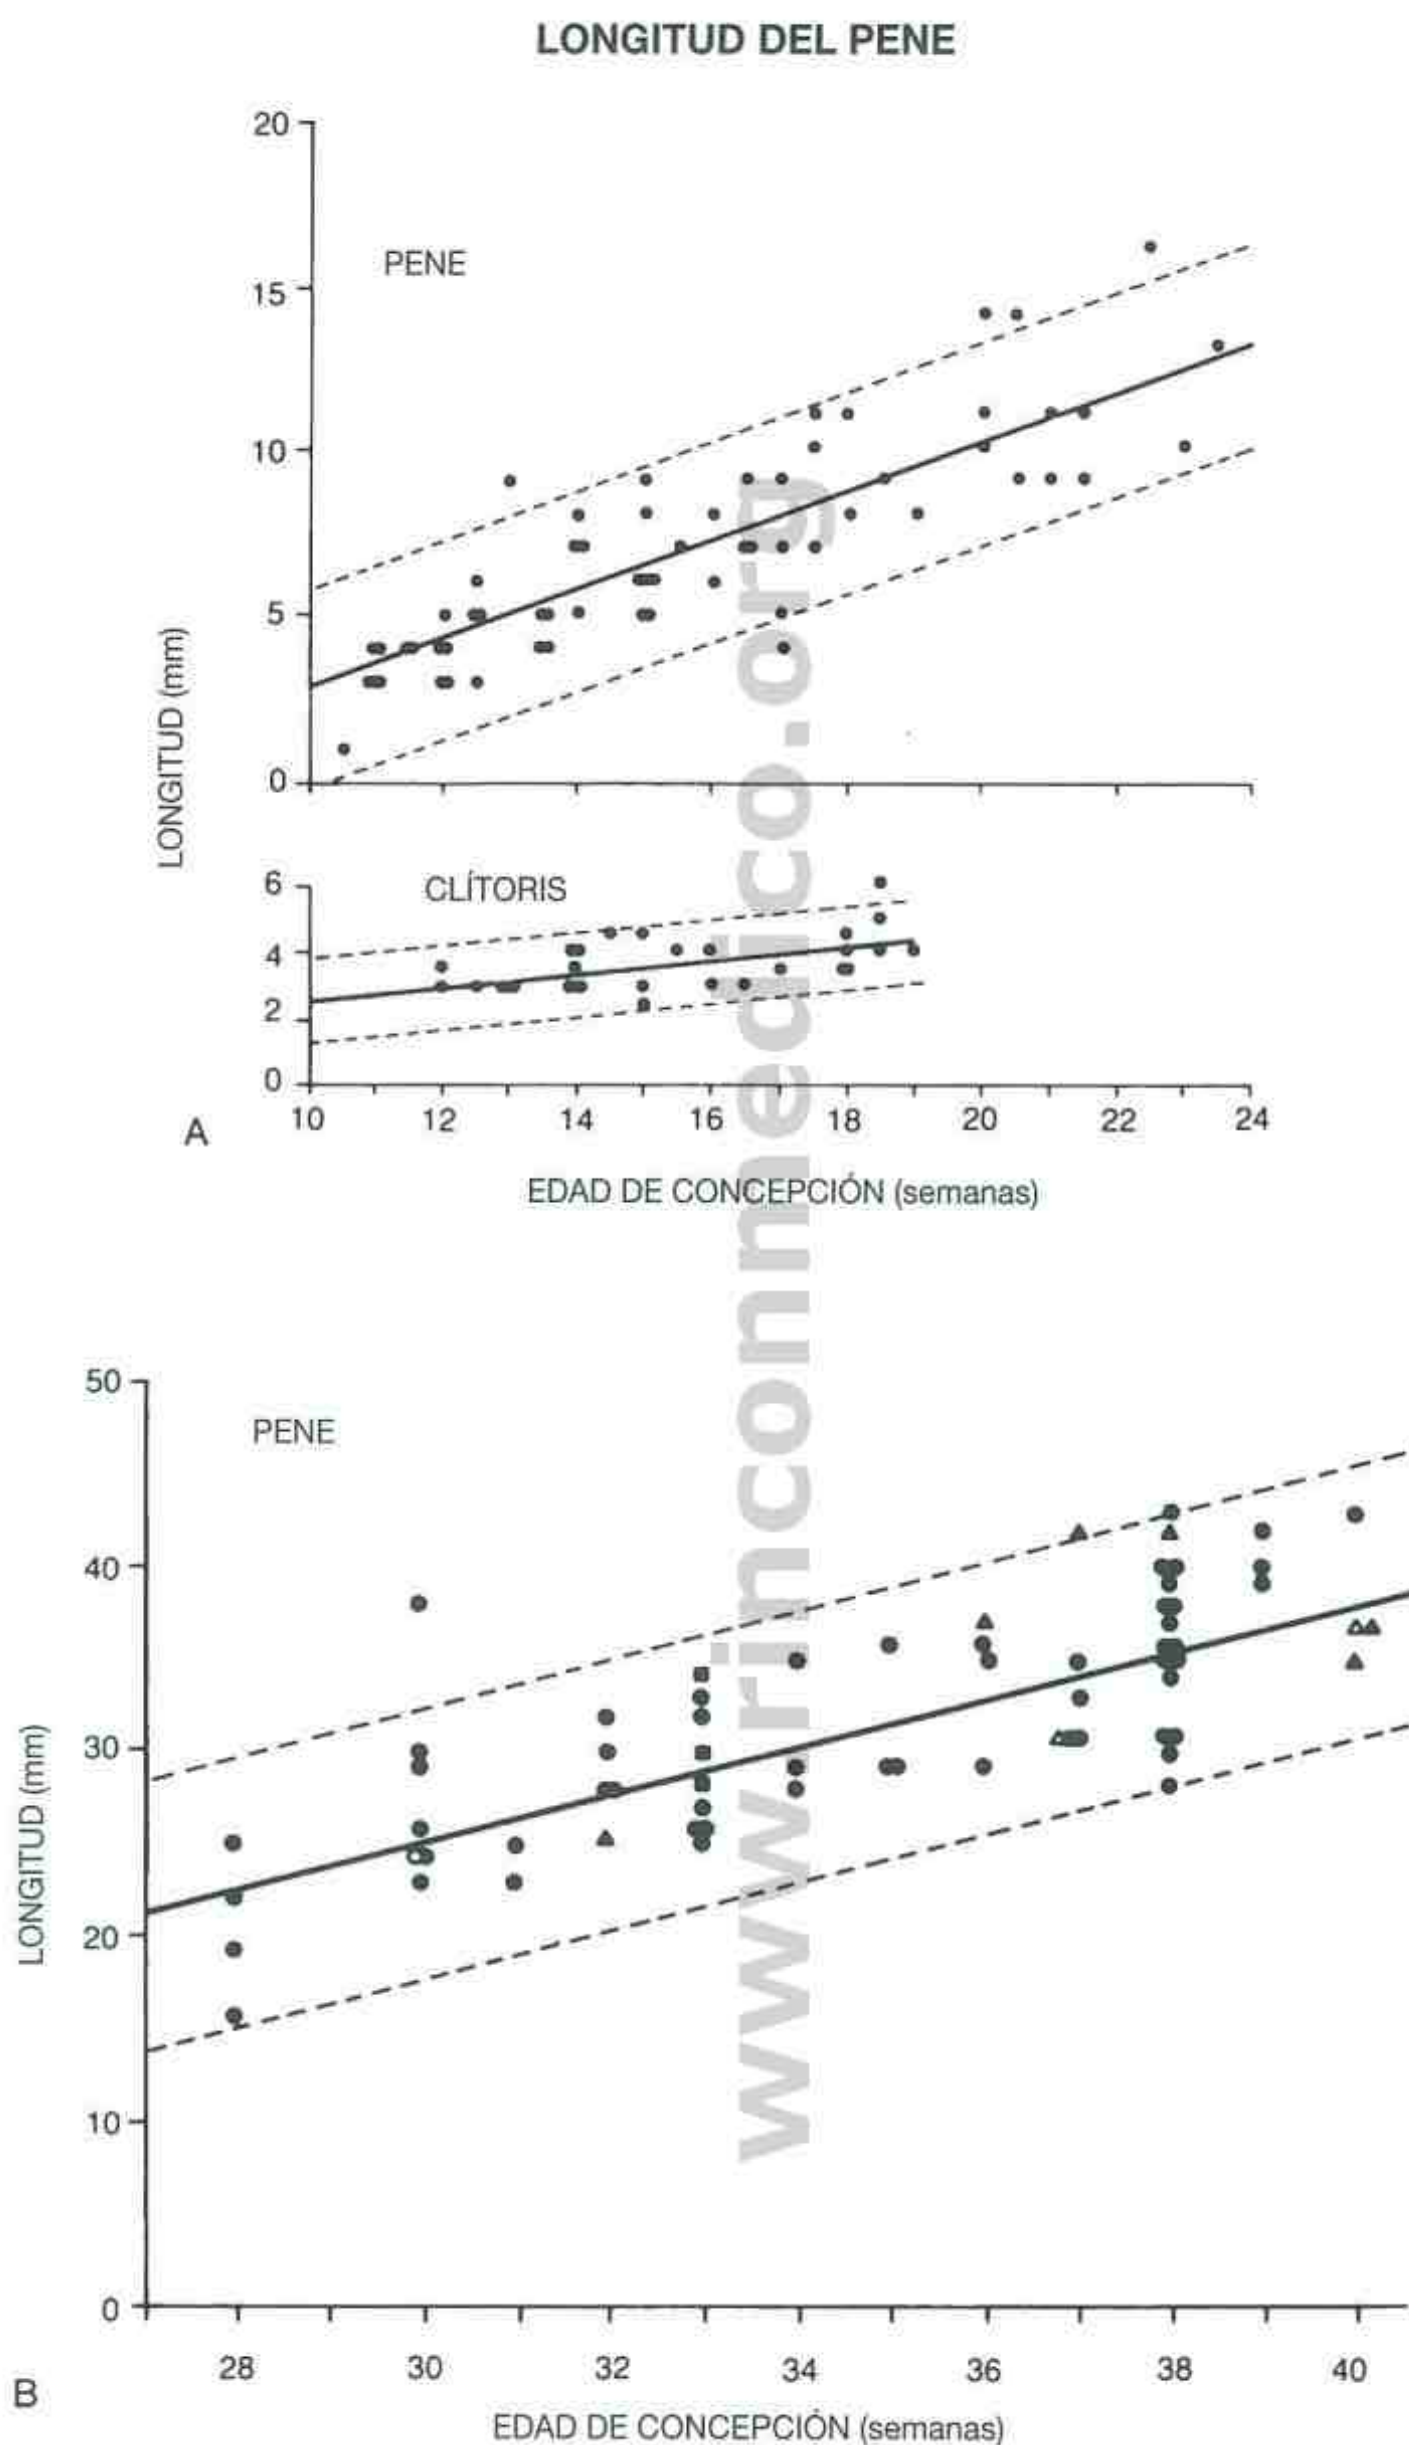 LONGITUD DEL PENE
20
PENE
15
10
5
0
LONGITUD (mm)
6
CLÍTORIS
4
2
0
10 12 14 16 18 20 22 24
A
EDAD DE CONCEPCIÓN (semanas)
50
PENE
40
30
LONGITUD (mm)
20
10
0
28 30 32 34 36 38 40
B
EDAD DE CONCEPCIÓN (semanas)
www.rinconmedico.org